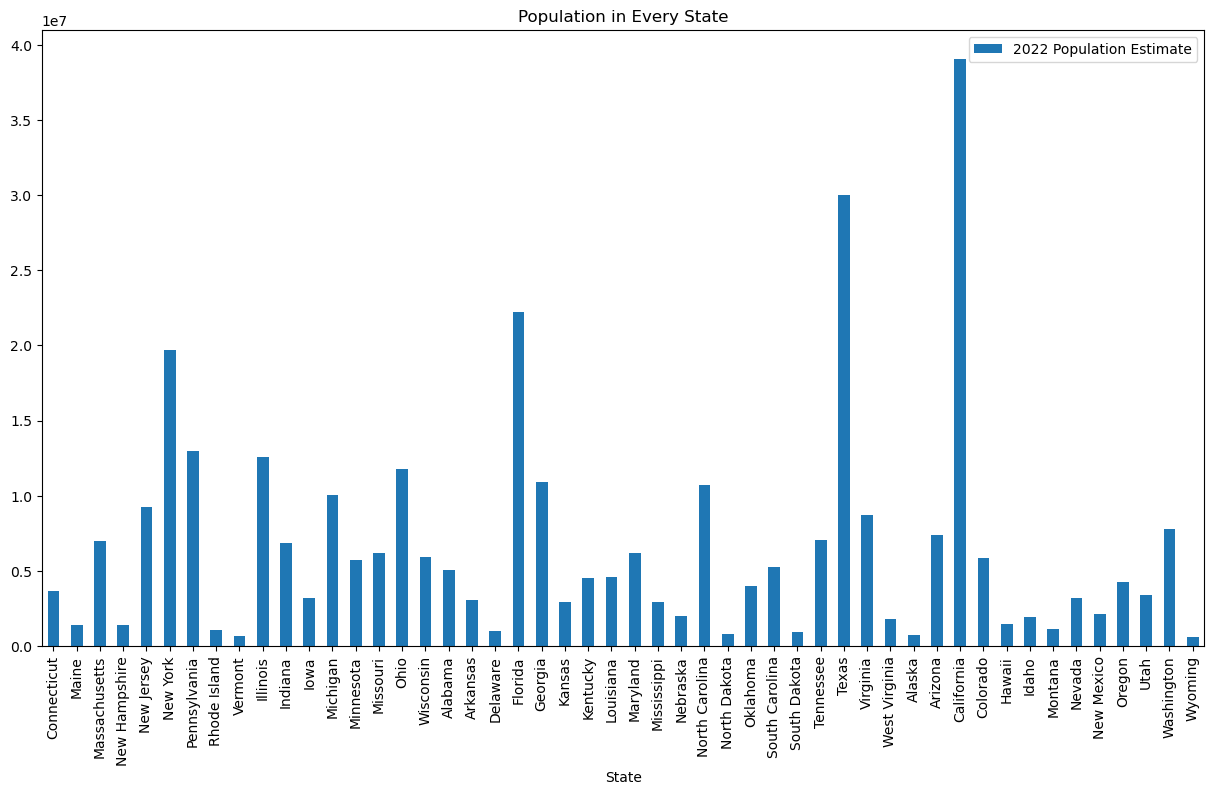 Population in Every State
1e7
2022 Population Estimate
4.0
3.5
3.0
2.5
2.0
1.5
1.0
0.5
0.0
Connecticut
Maine
Massachusetts
New Hampshire
New Jersey
New York
Pennsylvania
Rhode Island
Vermont
Illinois
Indiana
Iowa
Michigan
Minnesota
Missouri
Ohio
Wisconsin
Alabama
Arkansas
Delaware
Florida
Georgia
Kansas
Kentucky
Louisiana
Maryland
Mississippi
Nebraska
North Carolina
North Dakota
Oklahoma
South Carolina
South Dakota
Tennessee
Texas
Virginia
West Virginia
Alaska
Arizona
California
Colorado
Hawaii
Idaho
Montana
Nevada
New Mexico
Oregon
Utah
Washington
Wyoming
State